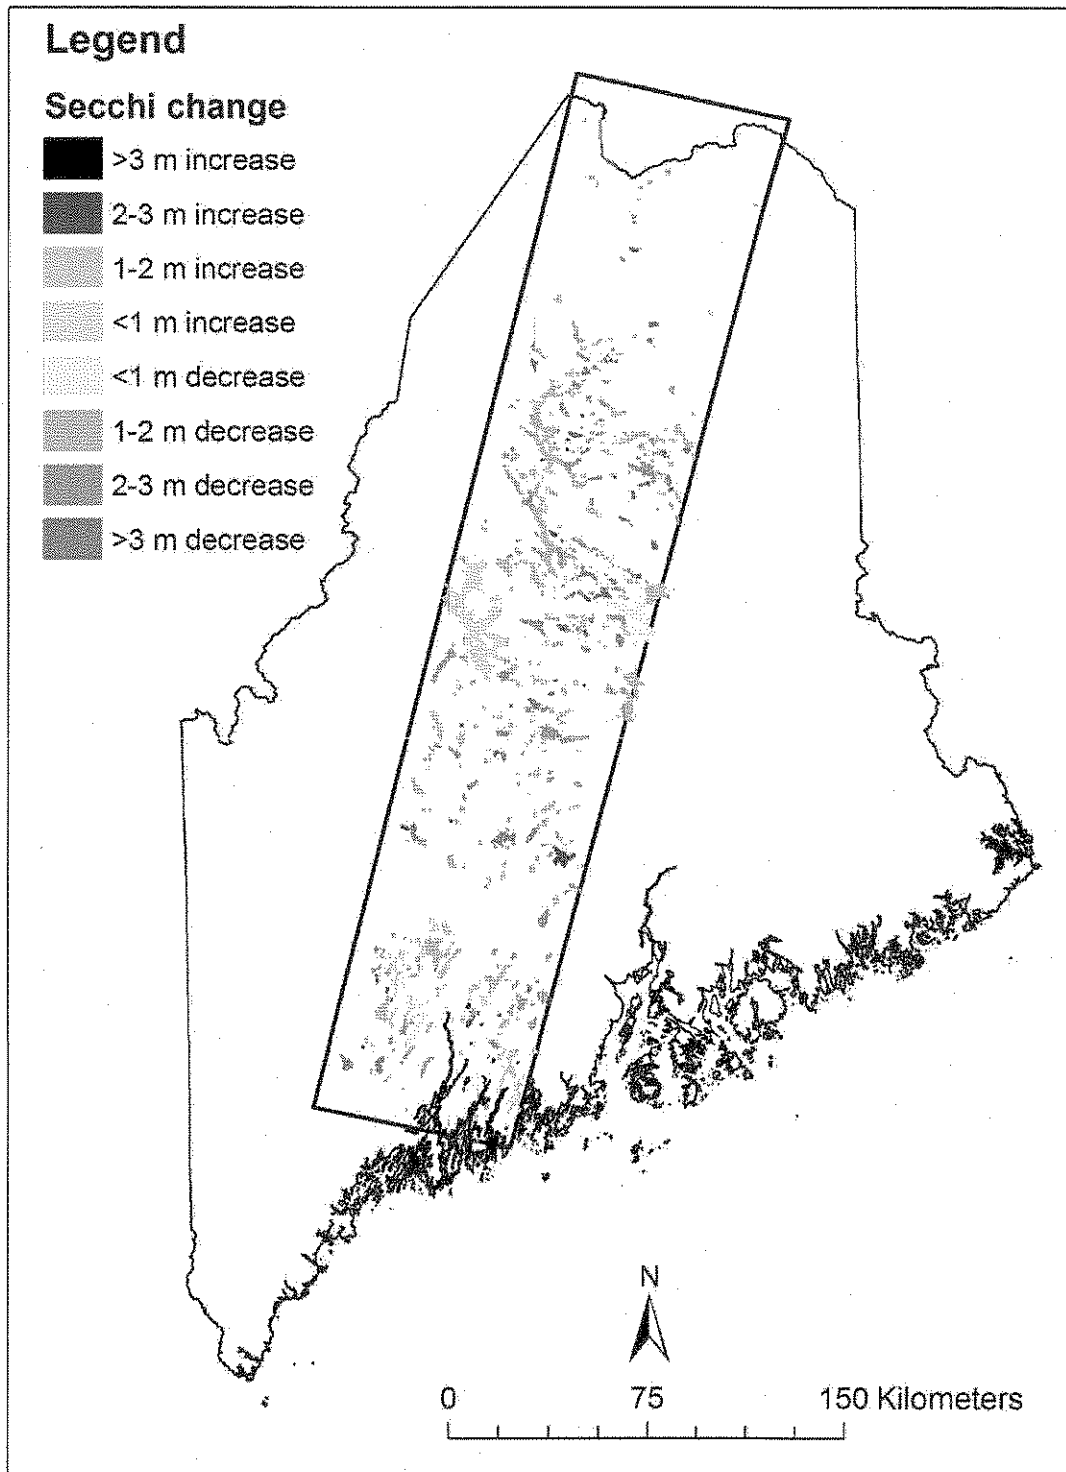 Legend
Secchi change
>3 m increase
2-3 m increase
1-2 m increase
<1 m increase
<1 m decrease
1-2 m decrease
2-3 m decrease
>3 m decrease
N
0 75 150 Kilometers